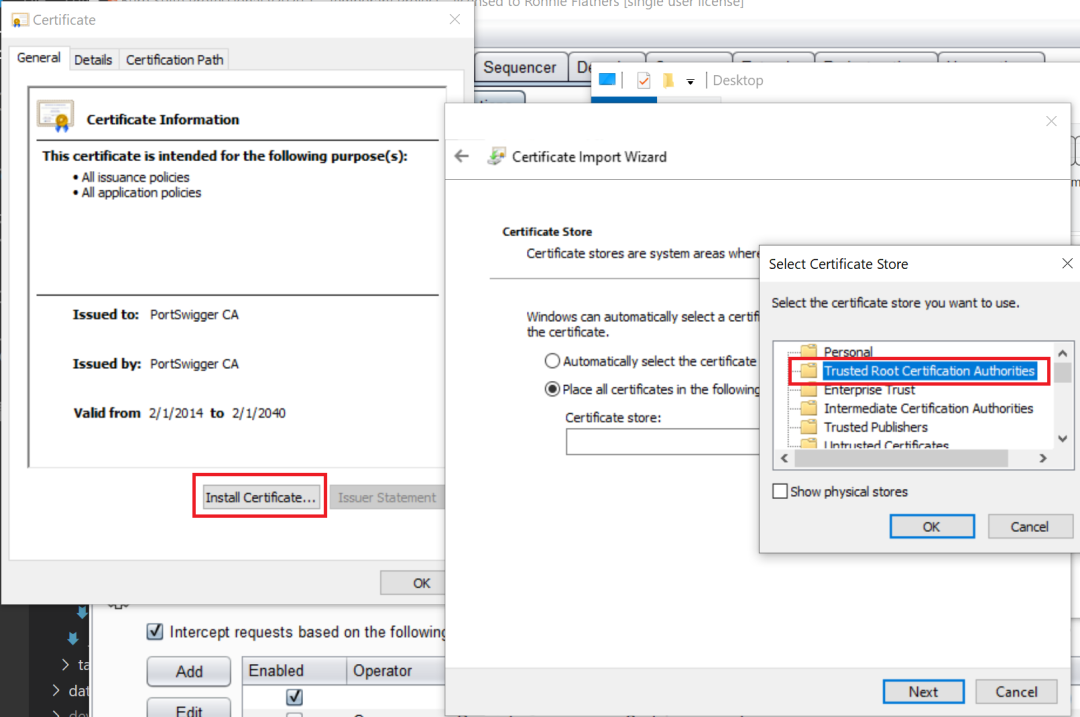 nsed to Ronnie Flathers [single user license]
Certificate
General Details Certification Path
Certificate Information
This certificate is intended for the following purpose(s):
• All issuance policies
• All application policies
Issued to: PortSwigger CA
Issued by: PortSwigger CA
Valid from 2/1/2014 to 2/1/2040
Install Certificate... Issuer Statement
OK
Sequencer
Desktop
Certificate Import Wizard
Certificate Store
Certificate stores are system areas where
Windows can automatically select a certif
the certificate.
Automatically select the certificate
Place all certificates in the following
Certificate store:
Next Cancel
Select Certificate Store
Select the certificate store you want to use.
Personal
Trusted Root Certification Authorities
Enterprise Trust
Intermediate Certification Authorities
Trusted Publishers
Untrusted Certificates
Show physical stores
OK Cancel
Intercept requests based on the following
Add Enabled Operator
Edit
ta
dat